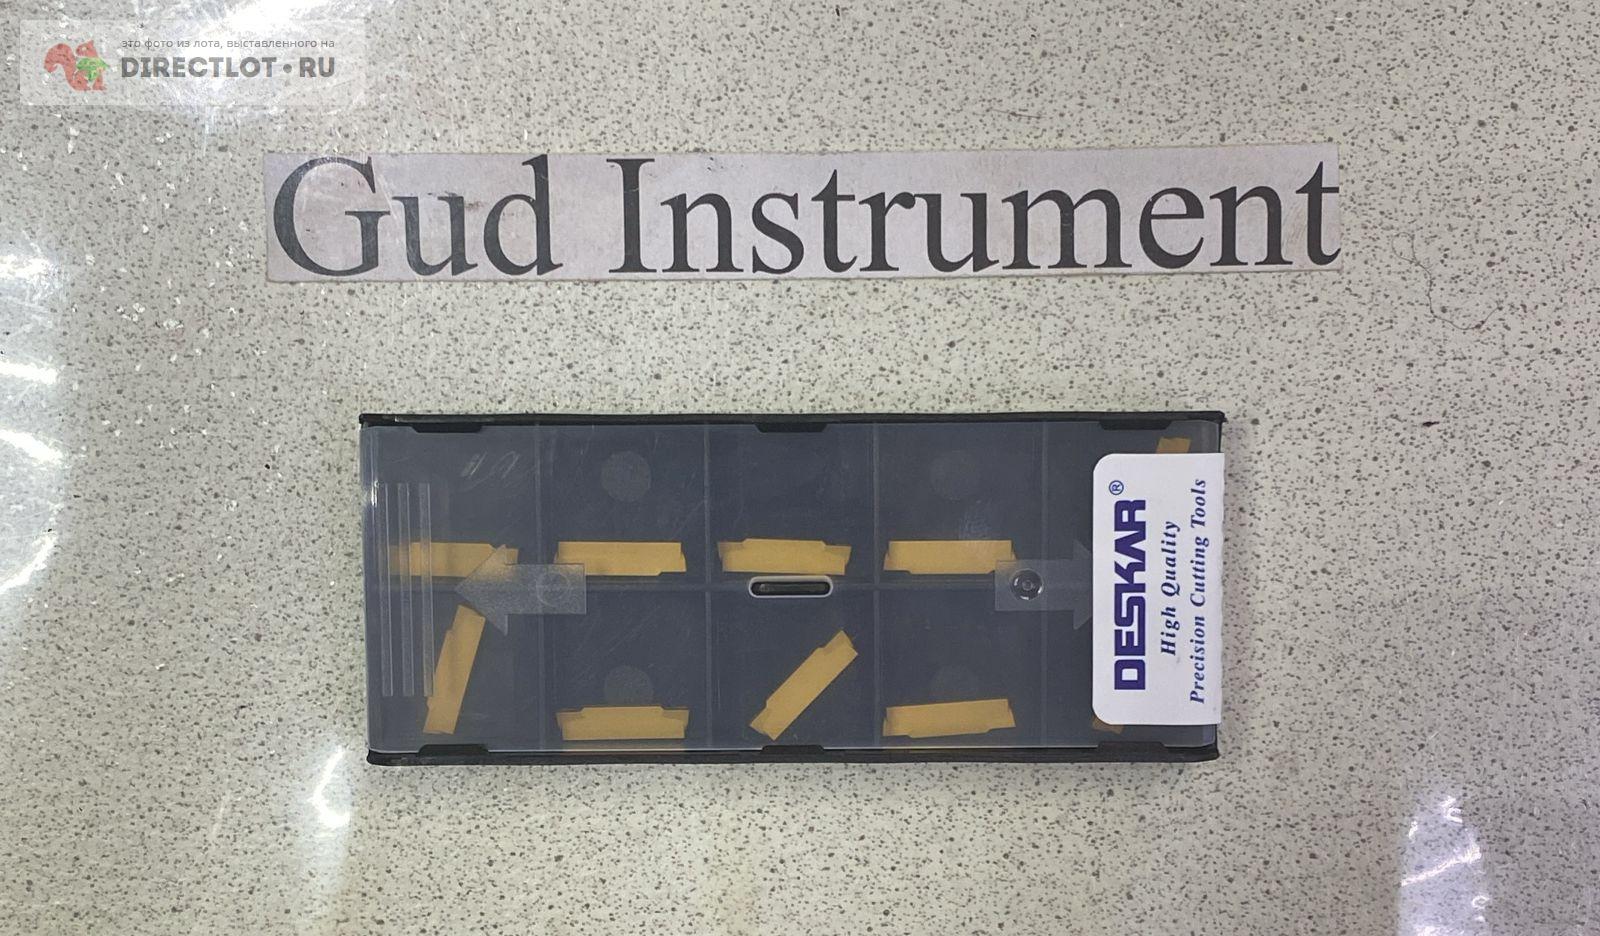 это фото из лота, выставленного на
DIRECTLOT•RU
Gud Instrument
DESKAR®
High Quality
Precision Cutting Tools